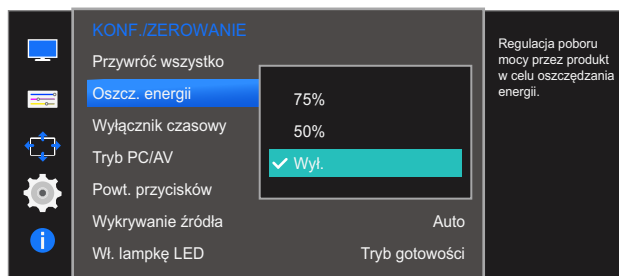 KONF./ZEROWANIE
Przywróć wszystko
Oszcz. energii
Wyłącznik czasowy
Tryb PC/AV
Powt. przycisków
Wykrywanie źródła Auto
Wł. lampkę LED Tryb gotowości
75%
50%
Wył.
Regulacja poboru
mocy przez produkt
w celu oszczędzania
energii.